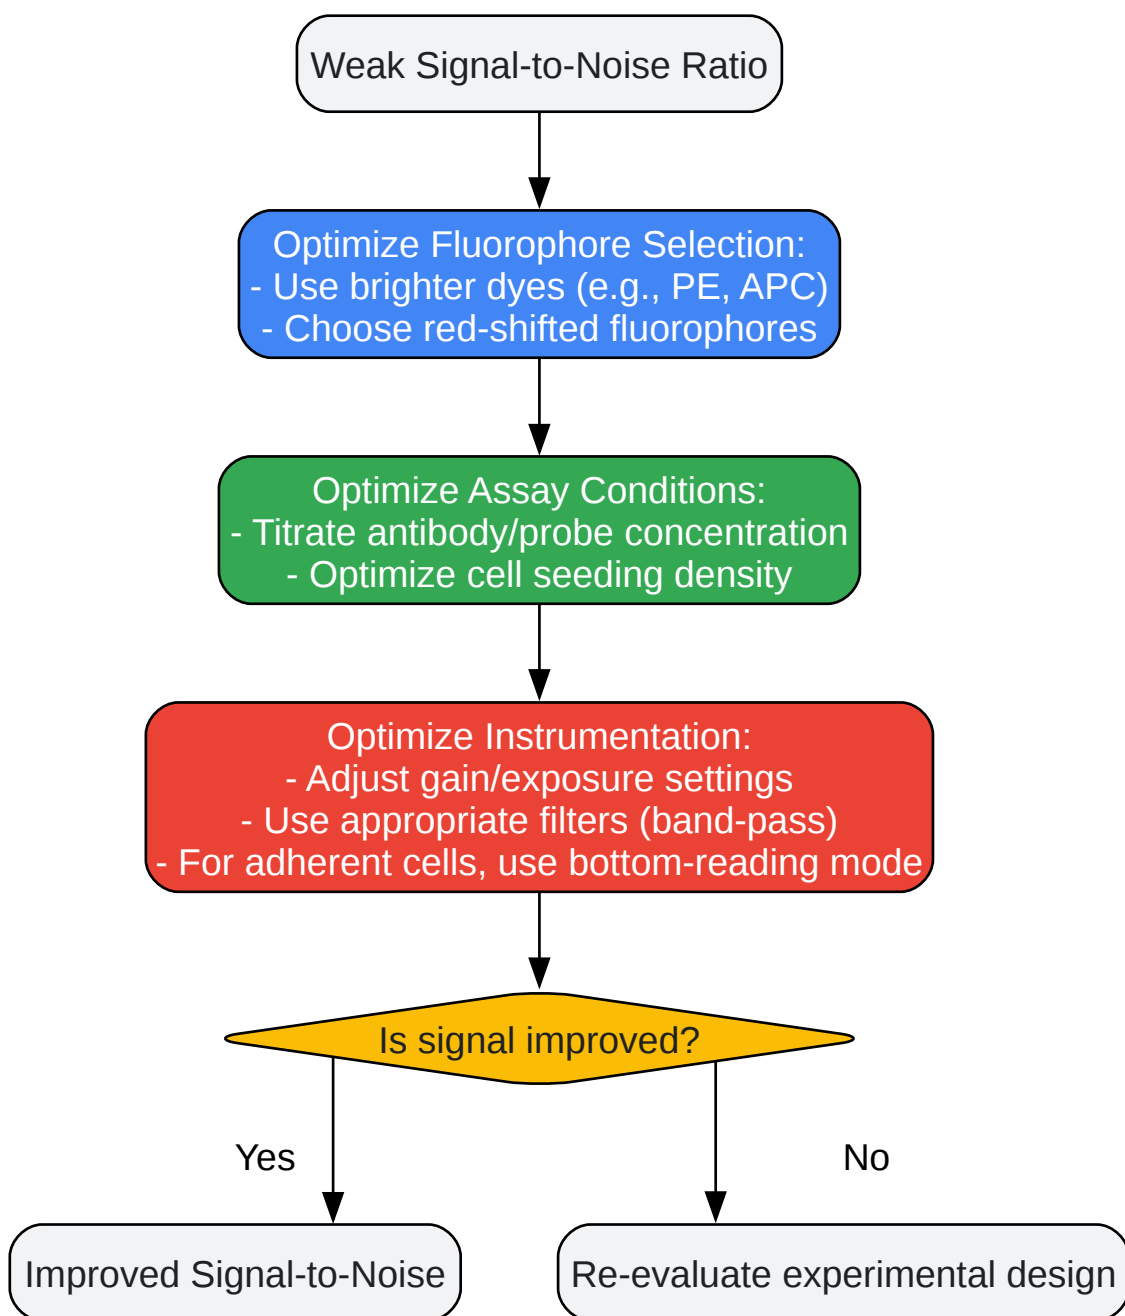 Weak Signal-to-Noise Ratio
Optimize Fluorophore Selection:
- Use brighter dyes (e.g., PE, APC)
- Choose red-shifted fluorophores
Optimize Assay Conditions:
- Titrate antibody/probe concentration
- Optimize cell seeding density
Optimize Instrumentation:
- Adjust gain/exposure settings
- Use appropriate filters (band-pass)
- For adherent cells, use bottom-reading mode
Is signal improved?
Yes
No
Improved Signal-to-Noise
Re-evaluate experimental design